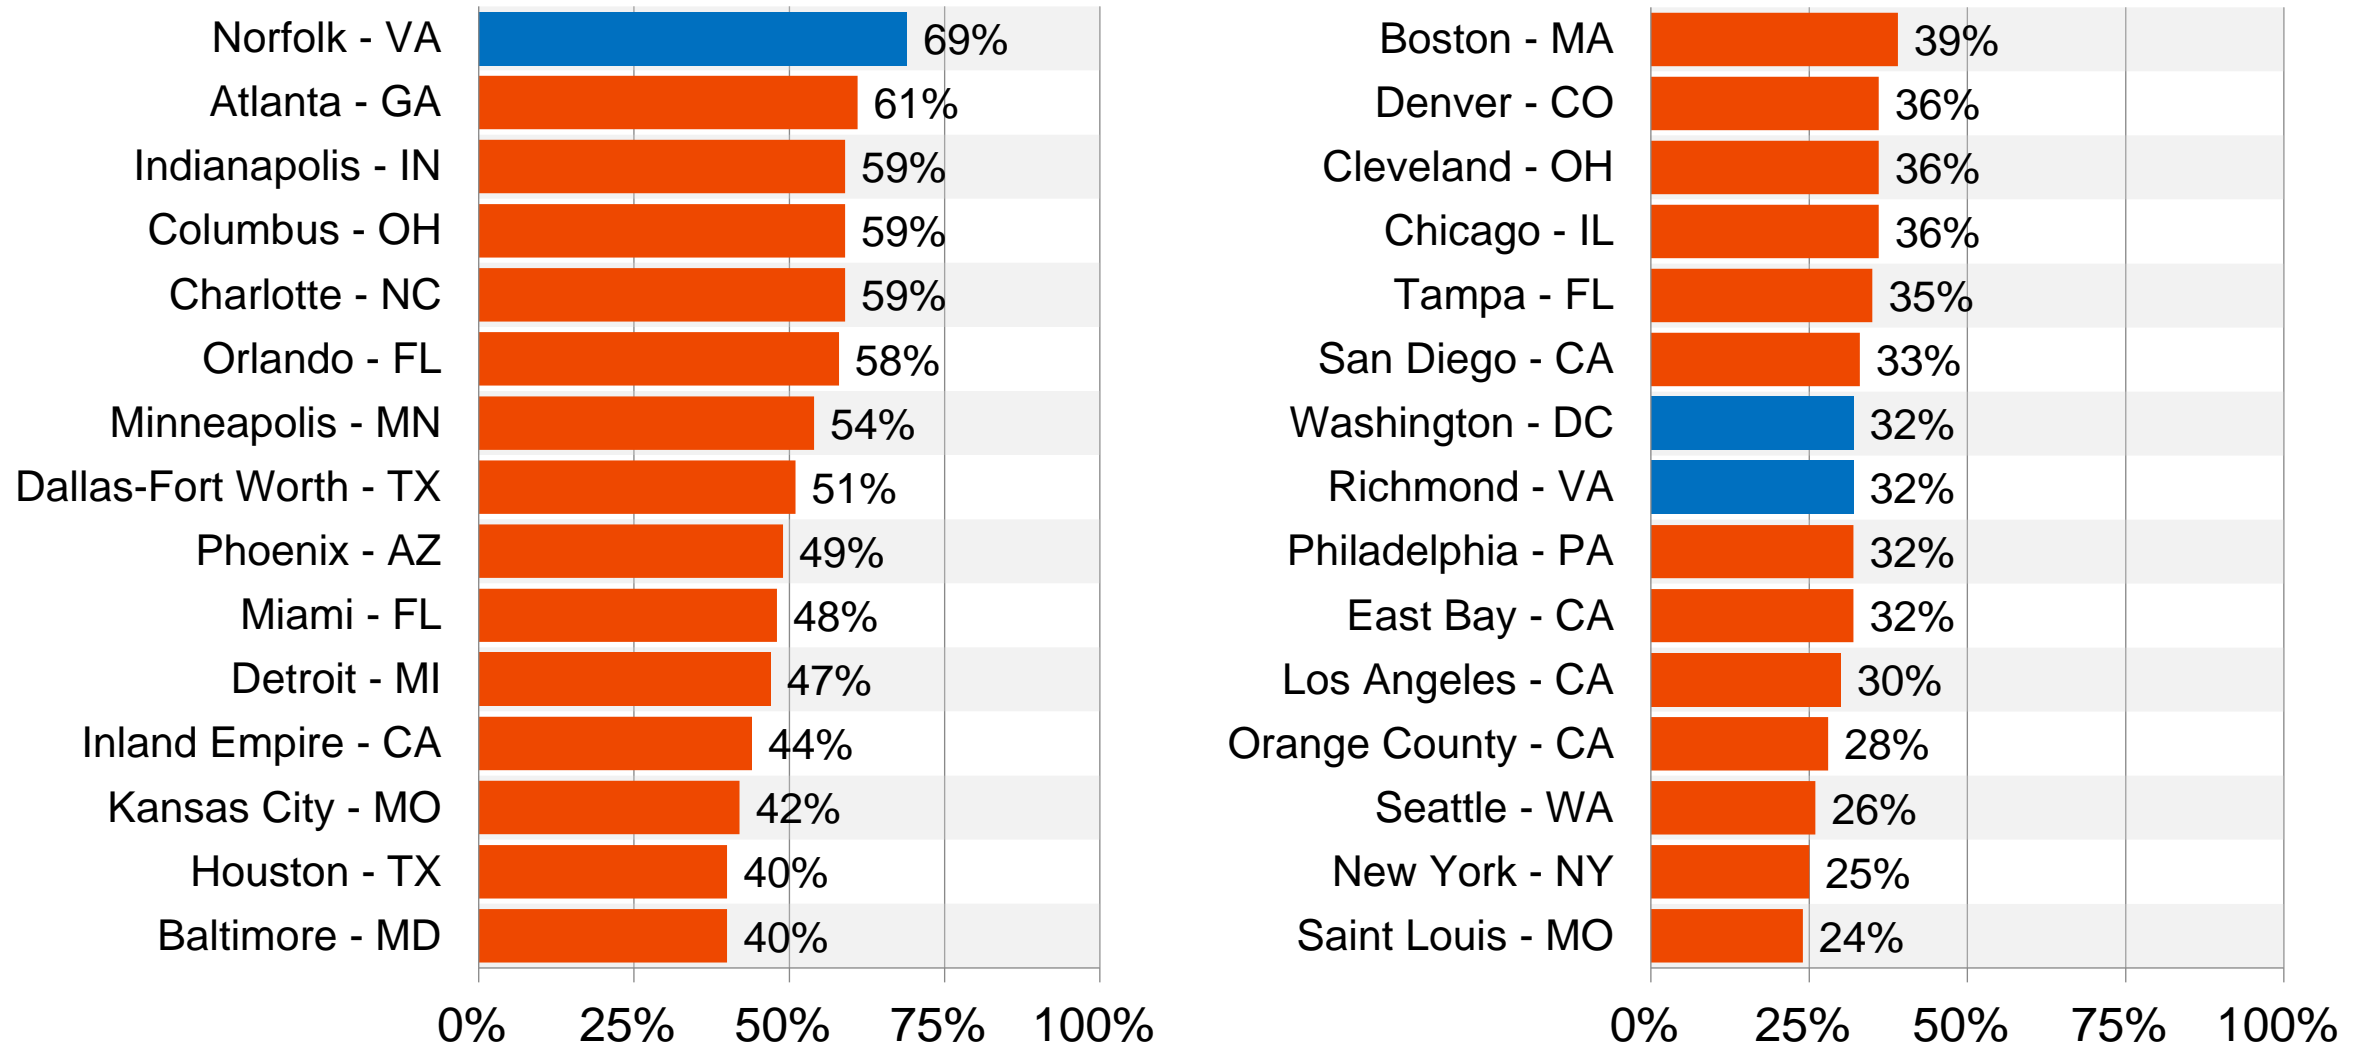 Norfolk - VA 69%
Atlanta - GA 61%
Indianapolis - IN 59%
Columbus - OH 59%
Charlotte - NC 59%
Orlando - FL 58%
Minneapolis - MN 54%
Dallas-Fort Worth - TX 51%
Phoenix - AZ 49%
Miami - FL 48%
Detroit - MI 47%
Inland Empire - CA 44%
Kansas City - MO 42%
Houston - TX 40%
Baltimore - MD 40%
0% 25% 50% 75% 100%
Boston - MA 39%
Denver - CO 36%
Cleveland - OH 36%
Chicago - IL 36%
Tampa - FL 35%
San Diego - CA 33%
Washington - DC 32%
Richmond - VA 32%
Philadelphia - PA 32%
East Bay - CA 32%
Los Angeles - CA 30%
Orange County - CA 28%
Seattle - WA 26%
New York - NY 25%
Saint Louis - MO 24%
0% 25% 50% 75% 100%